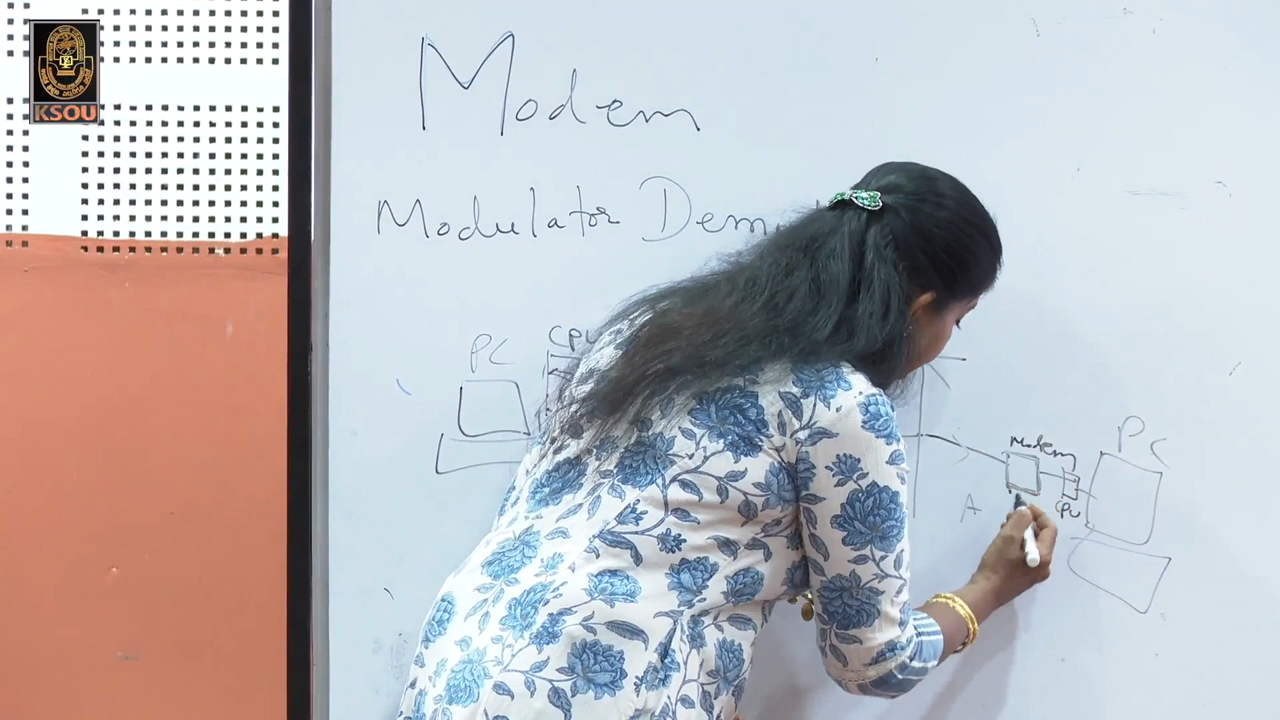 KSOU
Modem
Modulator Dem
PC
CPU
Modem
PC
CPU
A